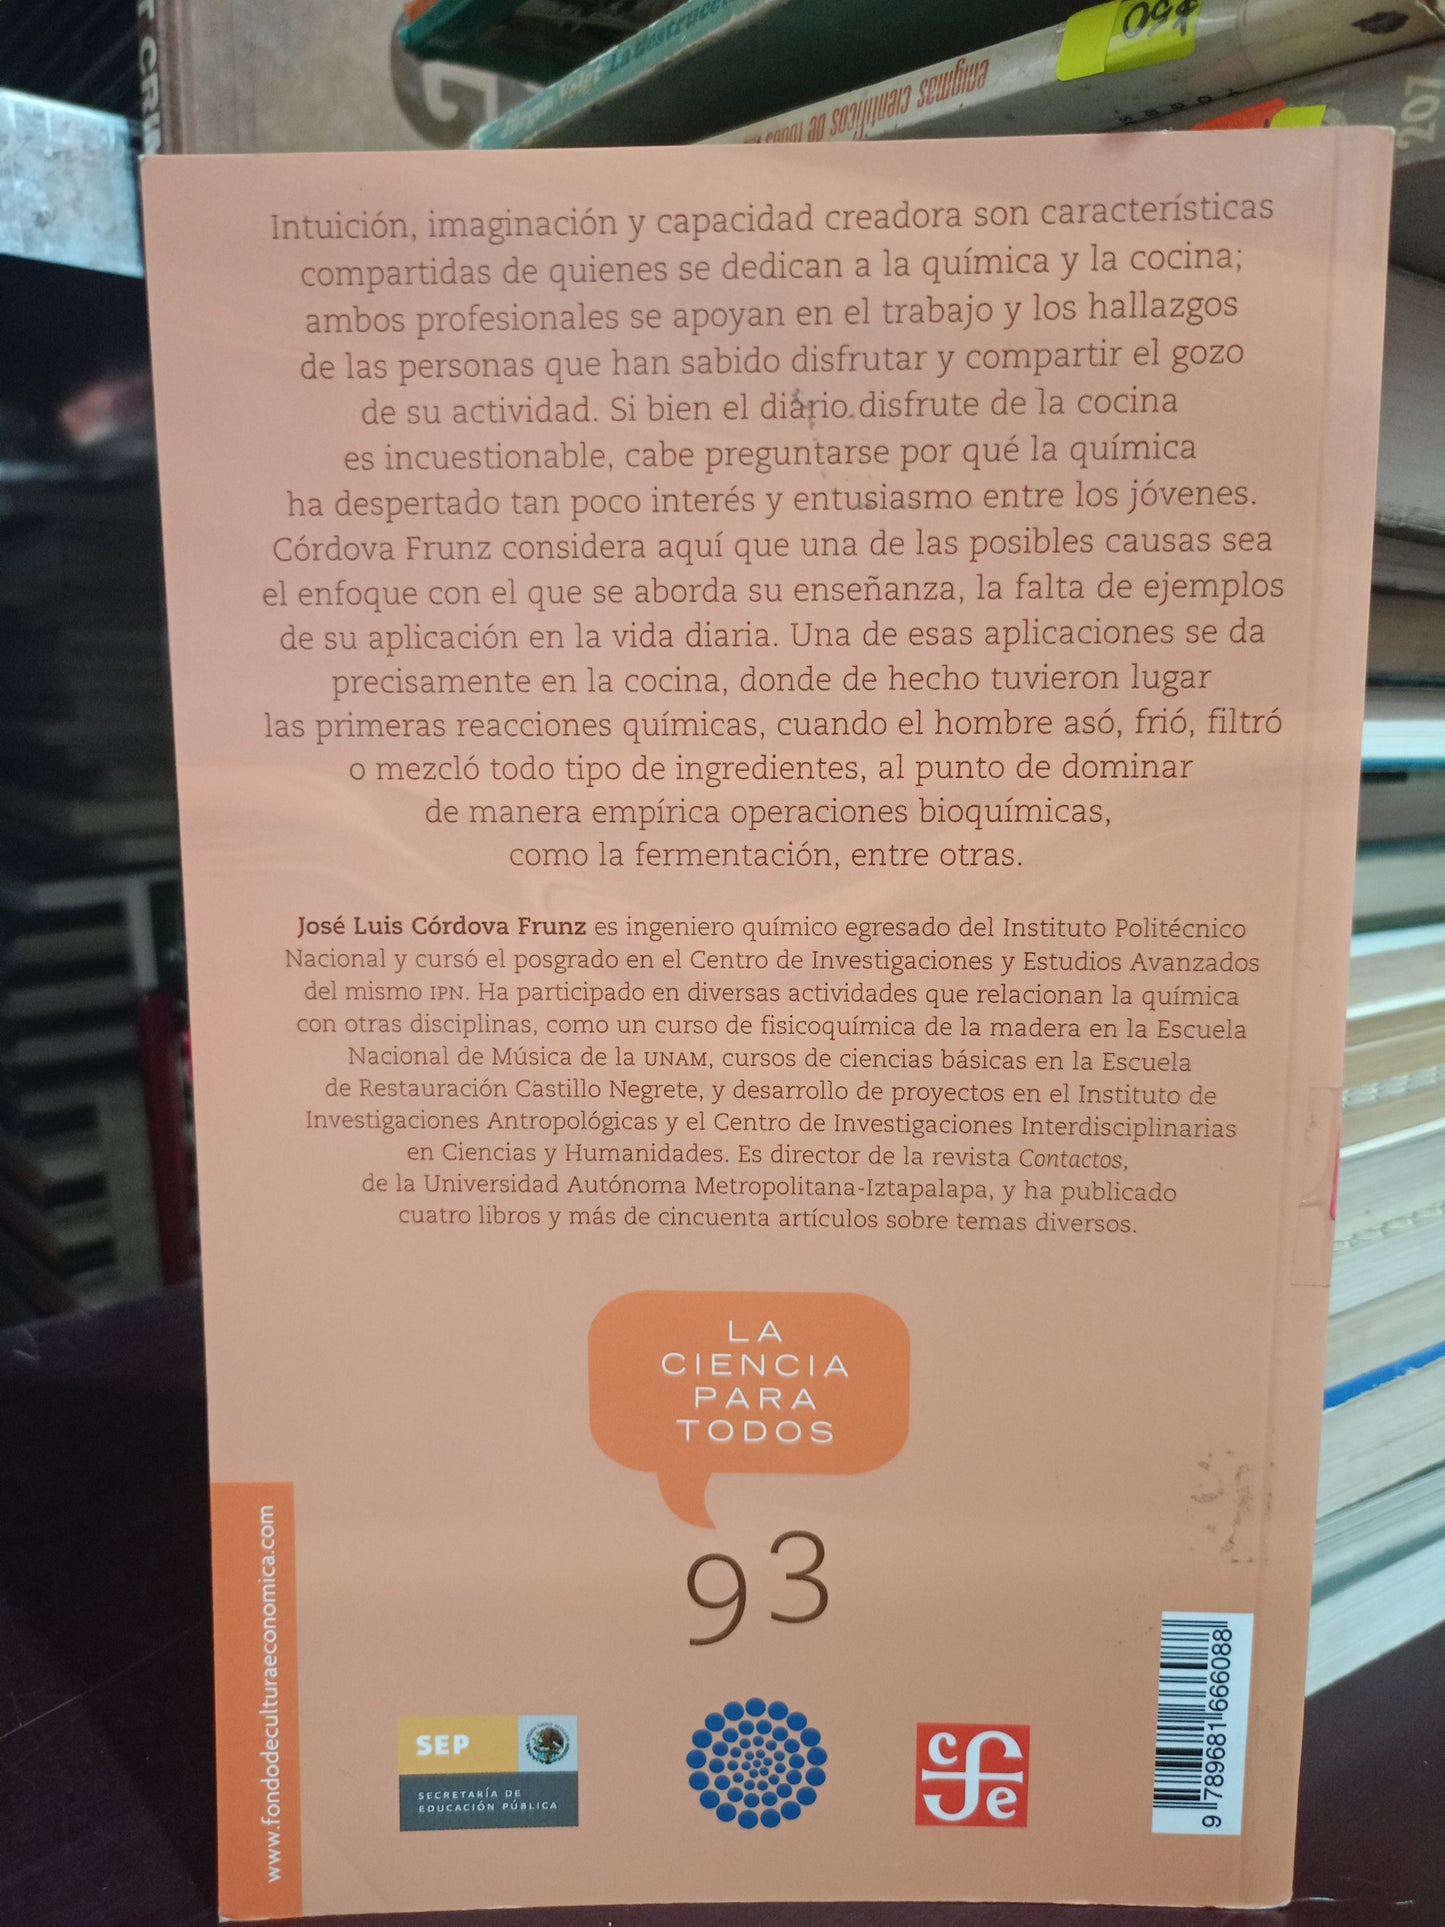 CRI
Jürgen Voigt La destrucción
enigmas científicos de todos
$50
207
Intuición, imaginación y capacidad creadora son características
compartidas de quienes se dedican a la química y la cocina;
ambos profesionales se apoyan en el trabajo y los hallazgos
de las personas que han sabido disfrutar y compartir el gozo
de su actividad. Si bien el diario disfrute de la cocina
es incuestionable, cabe preguntarse por qué la química
ha despertado tan poco interés y entusiasmo entre los jóvenes.
Córdova Frunz considera aquí que una de las posibles causas sea
el enfoque con el que se aborda su enseñanza, la falta de ejemplos
de su aplicación en la vida diaria. Una de esas aplicaciones se da
precisamente en la cocina, donde de hecho tuvieron lugar
las primeras reacciones químicas, cuando el hombre asó, frió, filtró
o mezcló todo tipo de ingredientes, al punto de dominar
de manera empírica operaciones bioquímicas,
como la fermentación, entre otras.
José Luis Córdova Frunz es ingeniero químico egresado del Instituto Politécnico
Nacional y cursó el posgrado en el Centro de Investigaciones y Estudios Avanzados
del mismo IPN. Ha participado en diversas actividades que relacionan la química
con otras disciplinas, como un curso de fisicoquímica de la madera en la Escuela
Nacional de Música de la UNAM, cursos de ciencias básicas en la Escuela
de Restauración Castillo Negrete, y desarrollo de proyectos en el Instituto de
Investigaciones Antropológicas y el Centro de Investigaciones Interdisciplinarias
en Ciencias y Humanidades. Es director de la revista Contactos,
de la Universidad Autónoma Metropolitana-Iztapalapa, y ha publicado
cuatro libros y más de cincuenta artículos sobre temas diversos.
LA
CIENCIA
PARA
TODOS
93
www.fondodeculturaeconomica.com
SEP
SECRETARÍA DE
EDUCACIÓN PÚBLICA
cfe
9 789681 666088